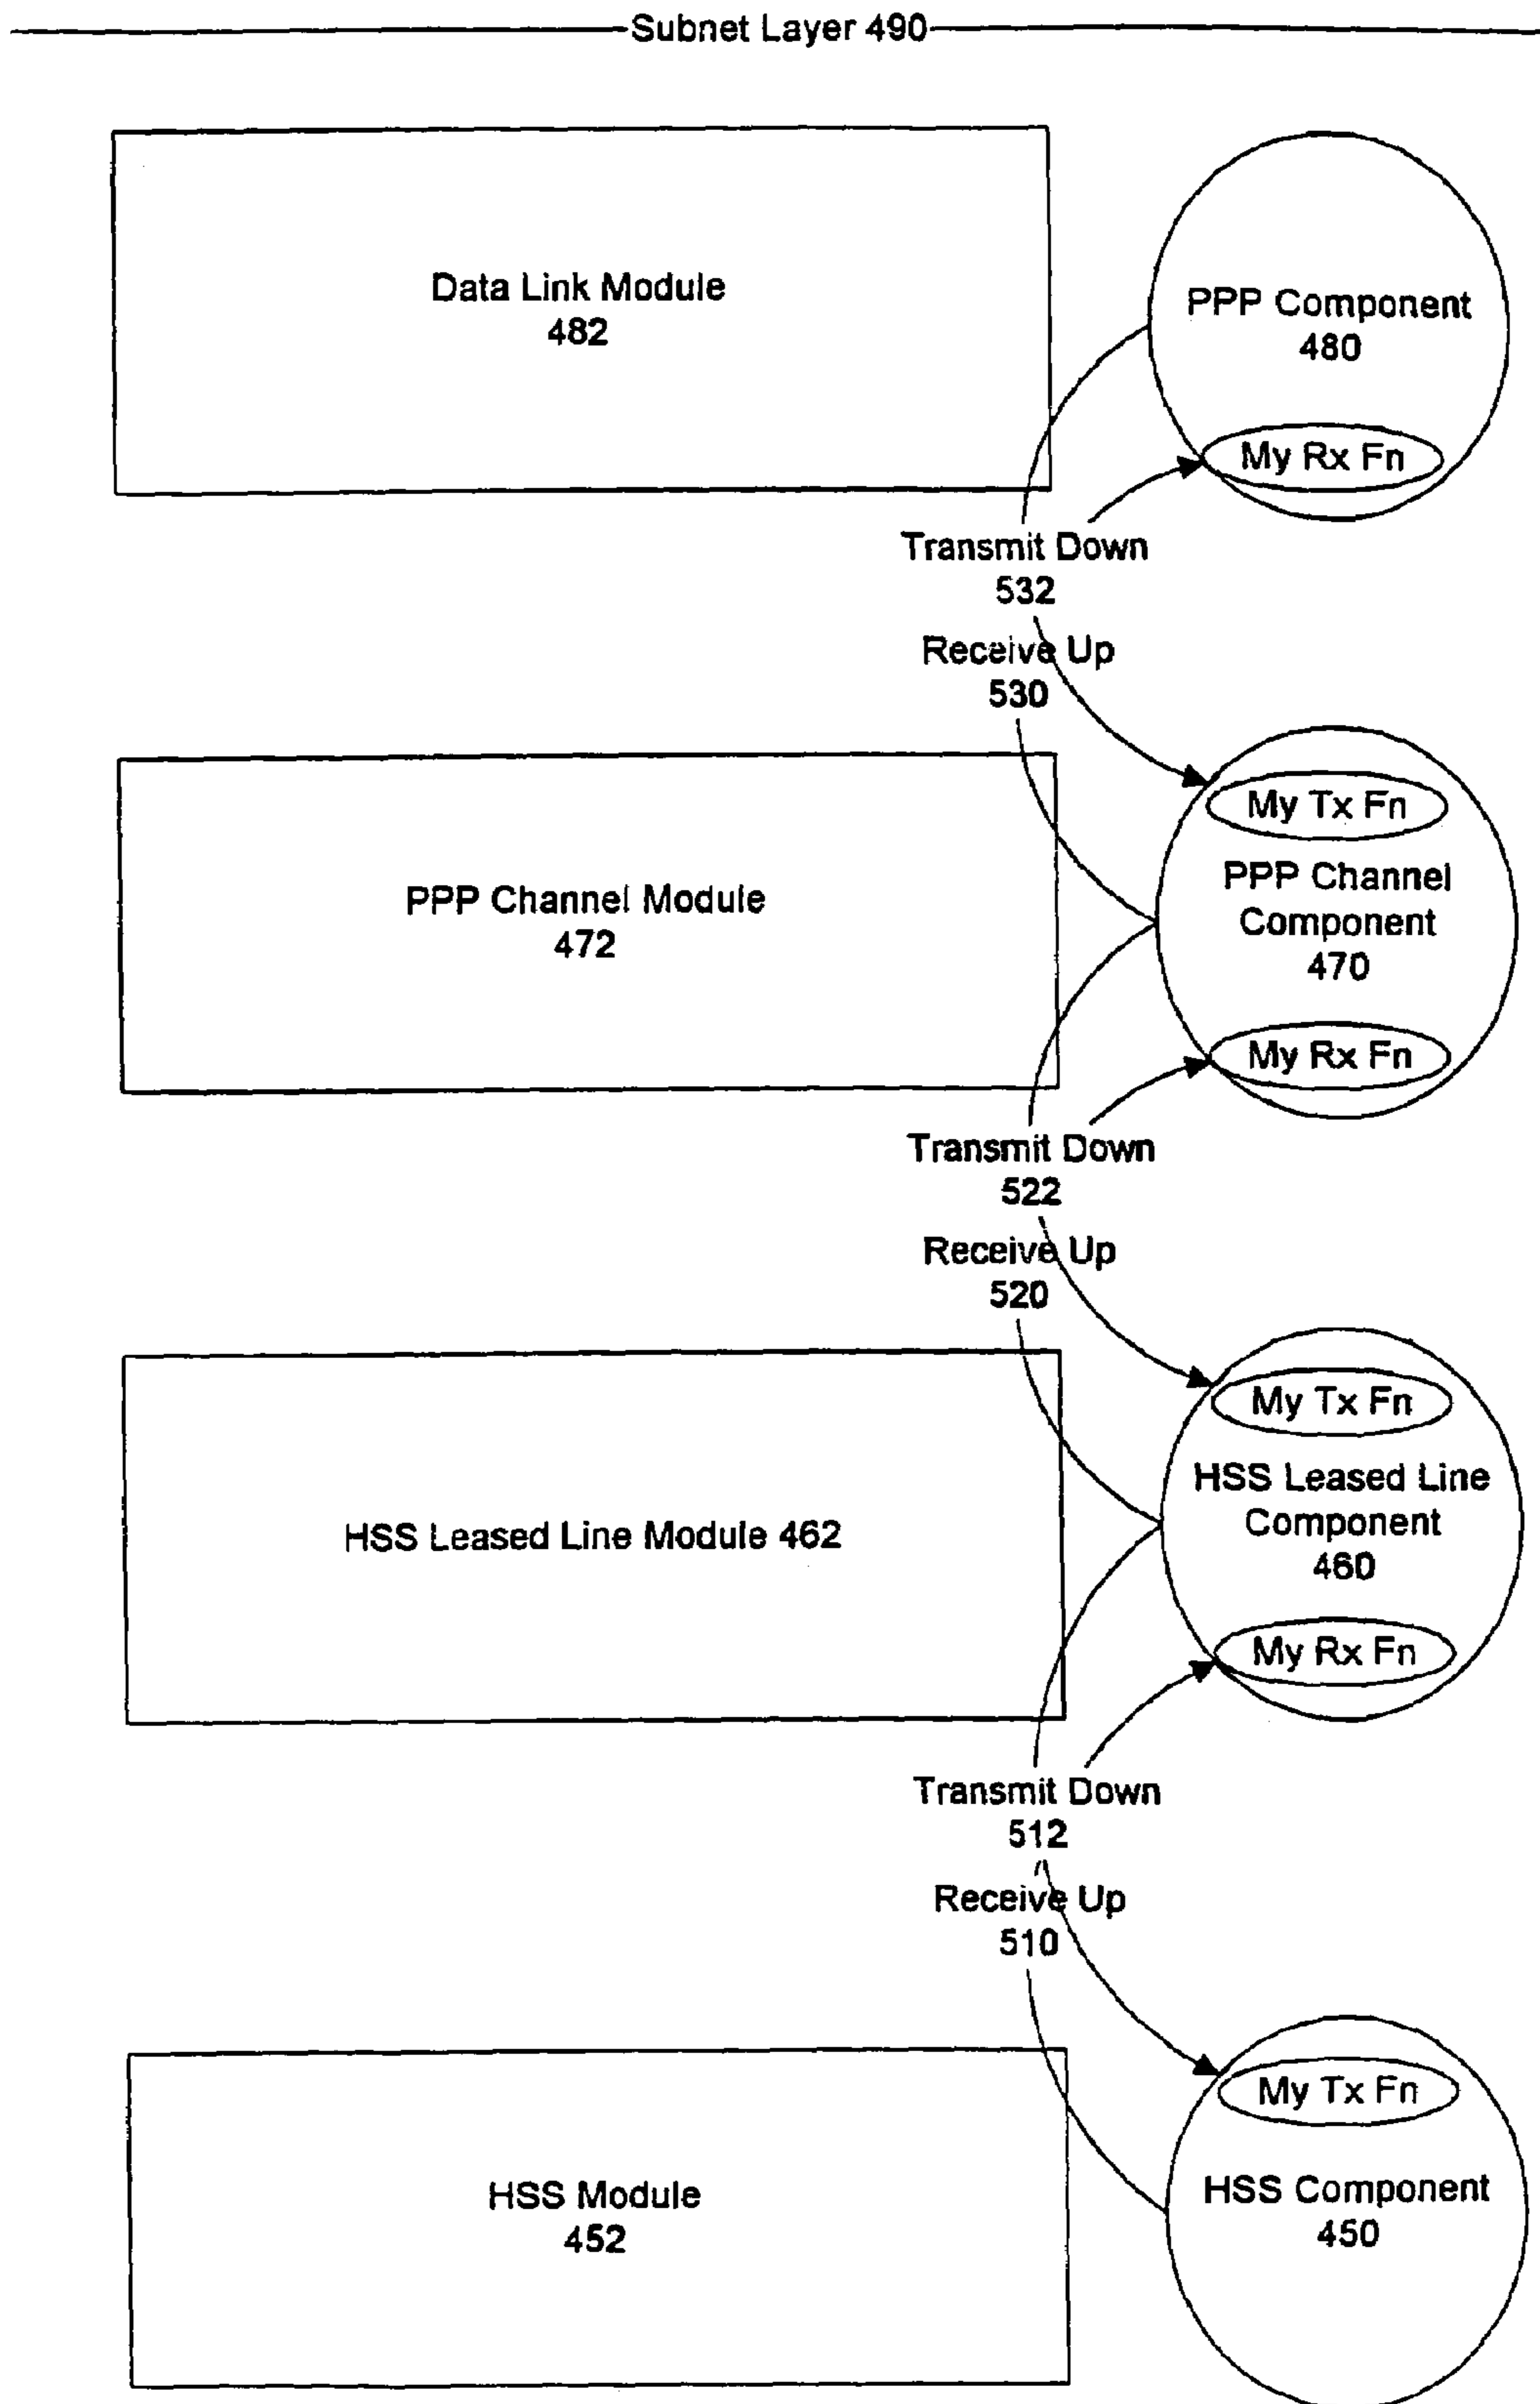 Subnet Layer 490
Data Link Module
482
PPP Component
480
My Rx Fn
Transmit Down
532
Receive Up
530
My Tx Fn
PPP Channel Module
472
PPP Channel
Component
470
My Rx Fn
Transmit Down
522
Receive Up
520
My Tx Fn
HSS Leased Line Module 462
HSS Leased Line
Component
460
My Rx Fn
Transmit Down
512
Receive Up
510
My Tx Fn
HSS Module
452
HSS Component
450